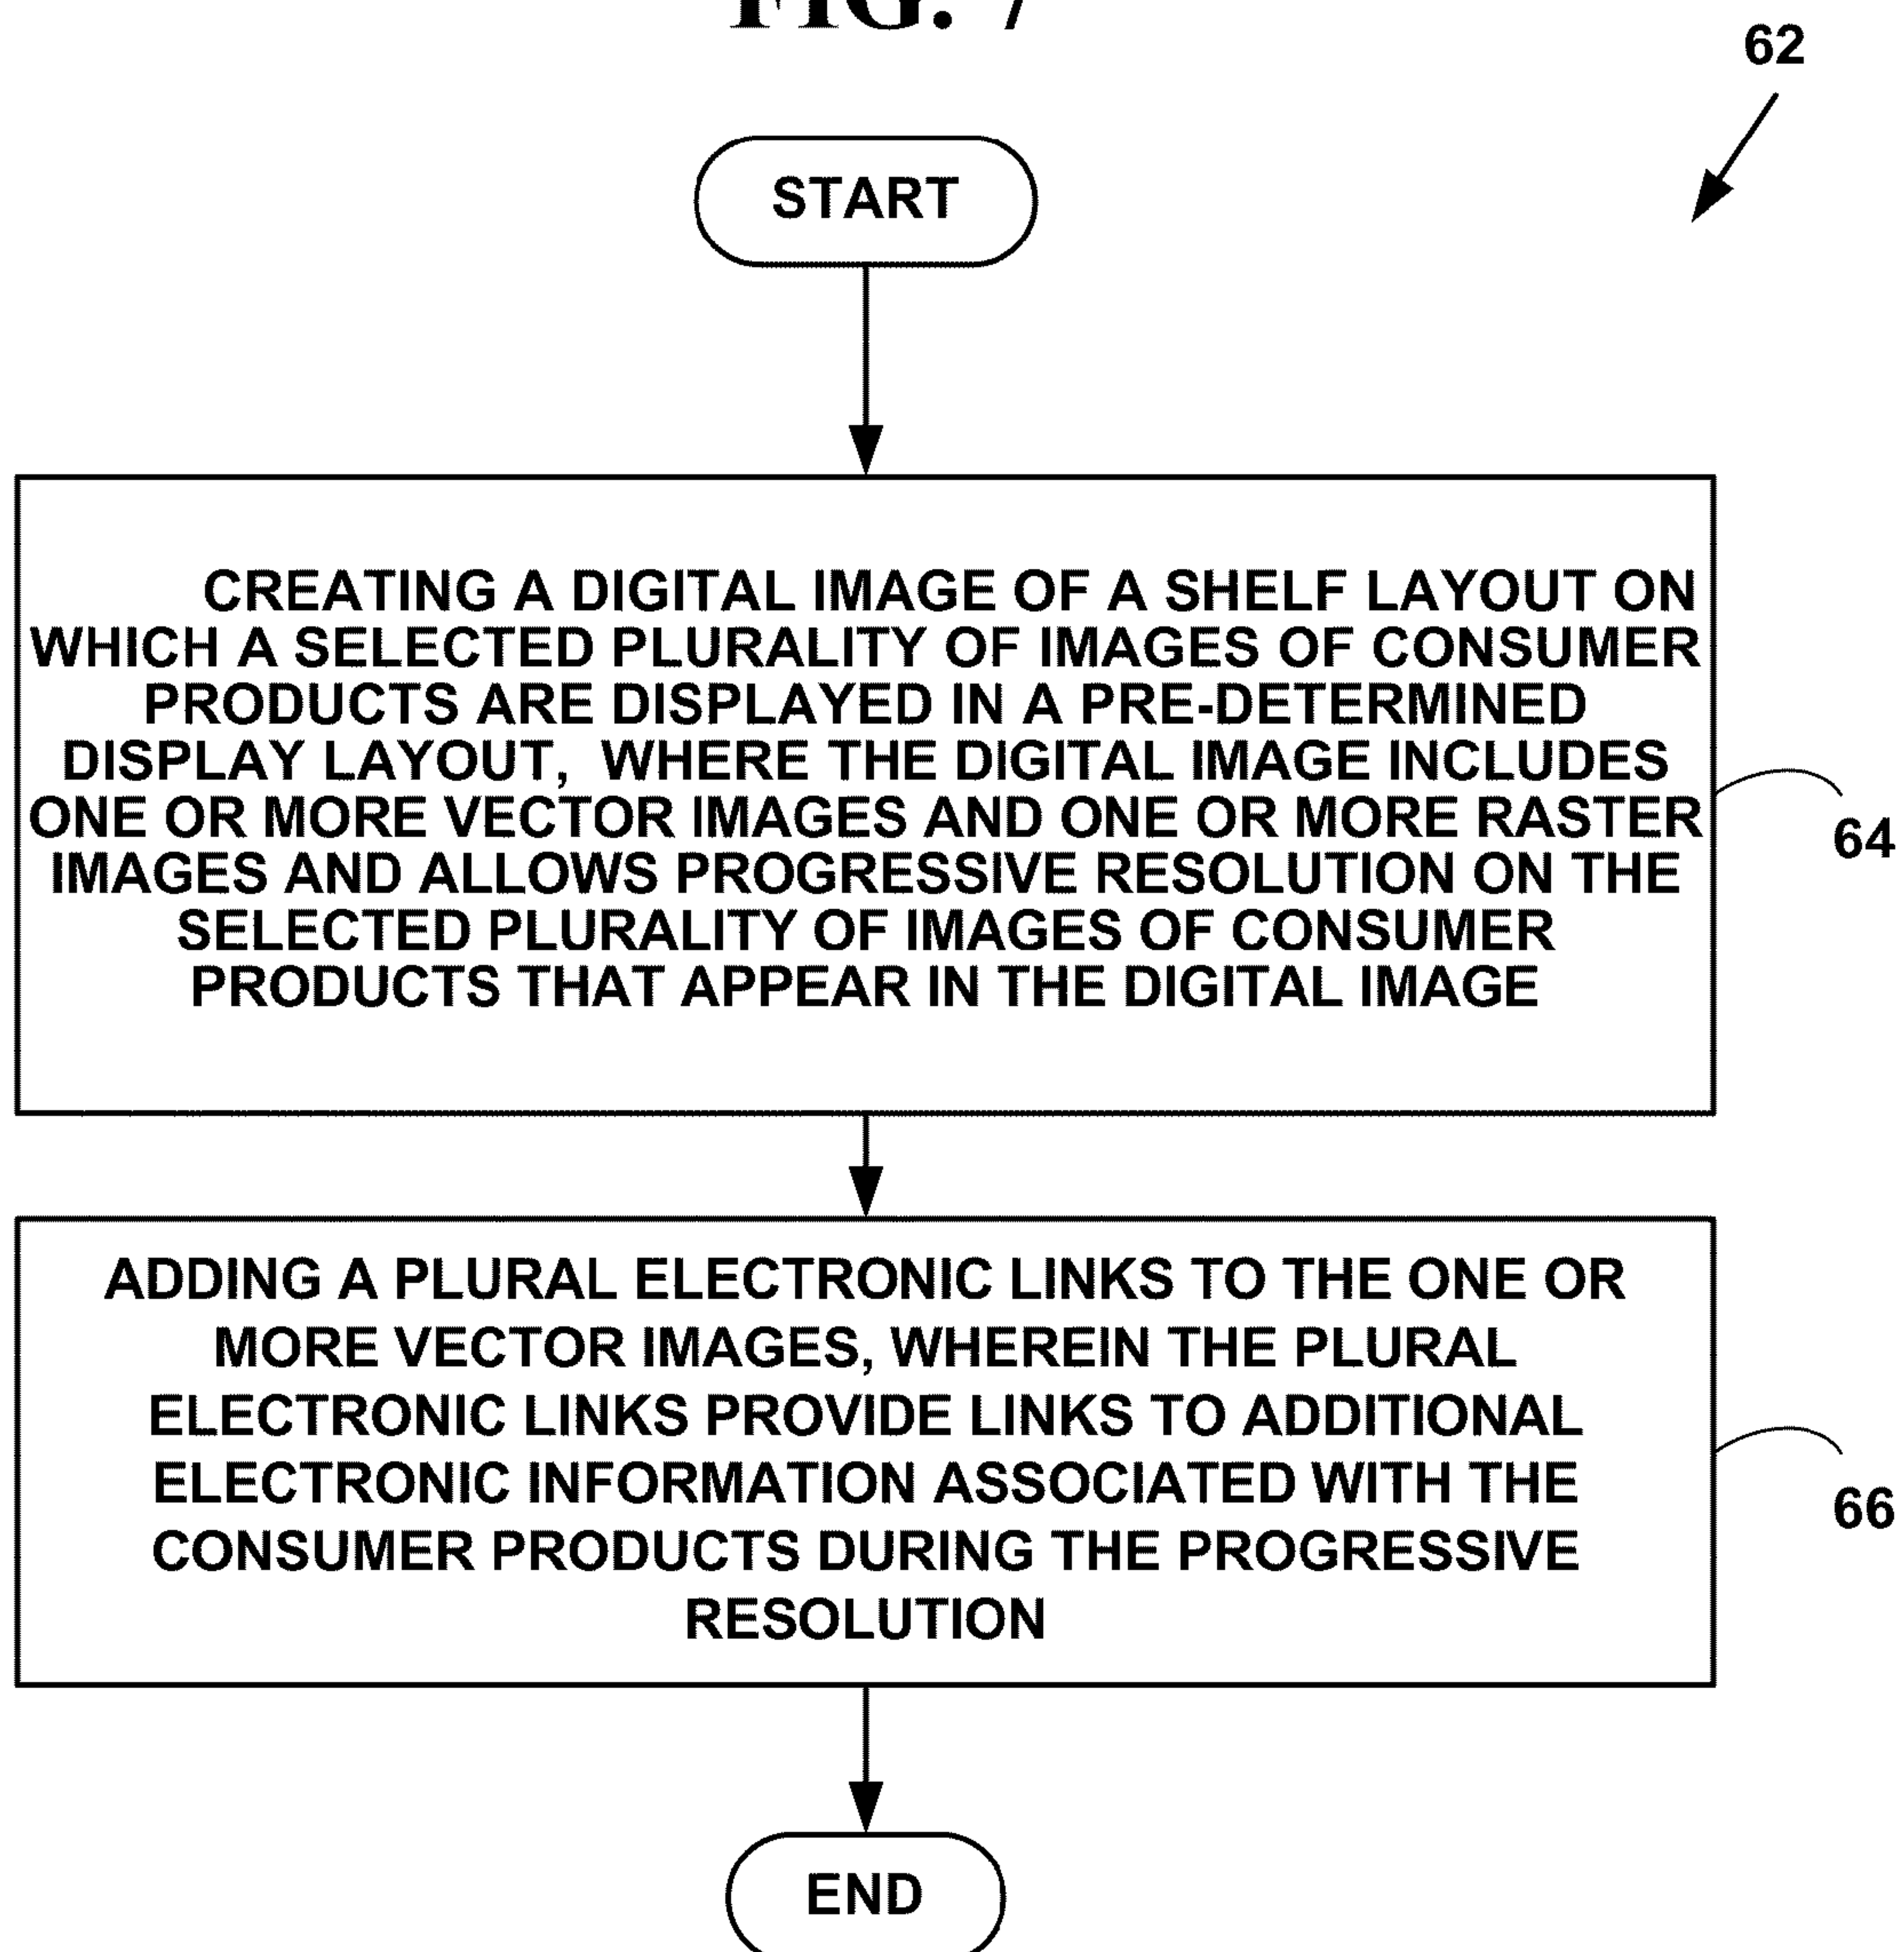 FIG. 7
62
START
CREATING A DIGITAL IMAGE OF A SHELF LAYOUT ON
WHICH A SELECTED PLURALITY OF IMAGES OF CONSUMER
PRODUCTS ARE DISPLAYED IN A PRE-DETERMINED
DISPLAY LAYOUT, WHERE THE DIGITAL IMAGE INCLUDES
ONE OR MORE VECTOR IMAGES AND ONE OR MORE RASTER
IMAGES AND ALLOWS PROGRESSIVE RESOLUTION ON THE
SELECTED PLURALITY OF IMAGES OF CONSUMER
PRODUCTS THAT APPEAR IN THE DIGITAL IMAGE
64
ADDING A PLURAL ELECTRONIC LINKS TO THE ONE OR
MORE VECTOR IMAGES, WHEREIN THE PLURAL
ELECTRONIC LINKS PROVIDE LINKS TO ADDITIONAL
ELECTRONIC INFORMATION ASSOCIATED WITH THE
CONSUMER PRODUCTS DURING THE PROGRESSIVE
RESOLUTION
66
END